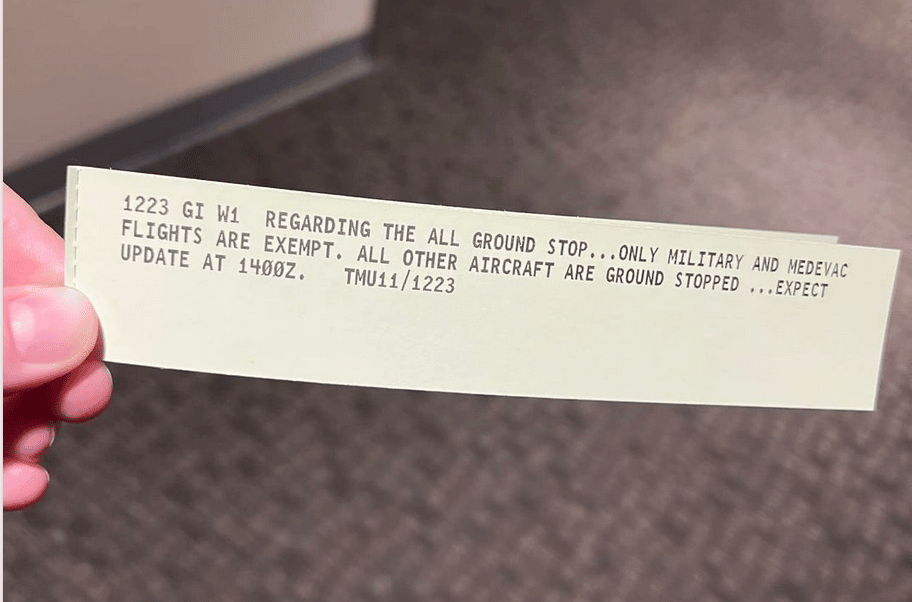 1223 GI W1 REGARDING THE ALL GROUND STOP...ONLY MILITARY AND MEDEVAC
FLIGHTS ARE EXEMPT. ALL OTHER AIRCRAFT ARE GROUND STOPPED ...EXPECT
UPDATE AT 1400Z. TMU11/1223